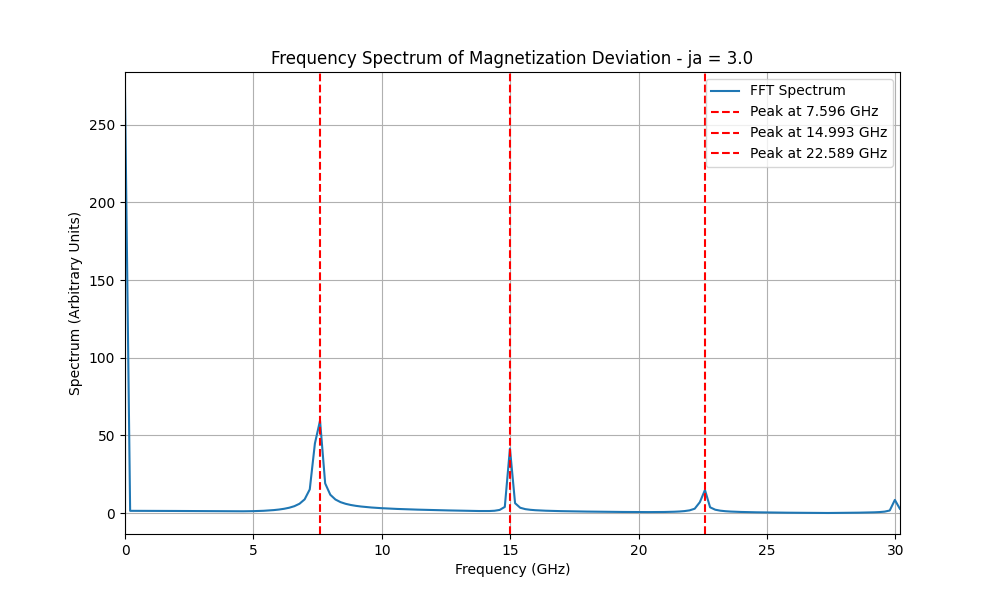 Frequency Spectrum of Magnetization Deviation - ja = 3.0
FFT Spectrum
Peak at 7.596 GHz
Peak at 14.993 GHz
Peak at 22.589 GHz
Spectrum (Arbitrary Units)
250
200
150
100
50
0
0 5 10 15 20 25 30
Frequency (GHz)